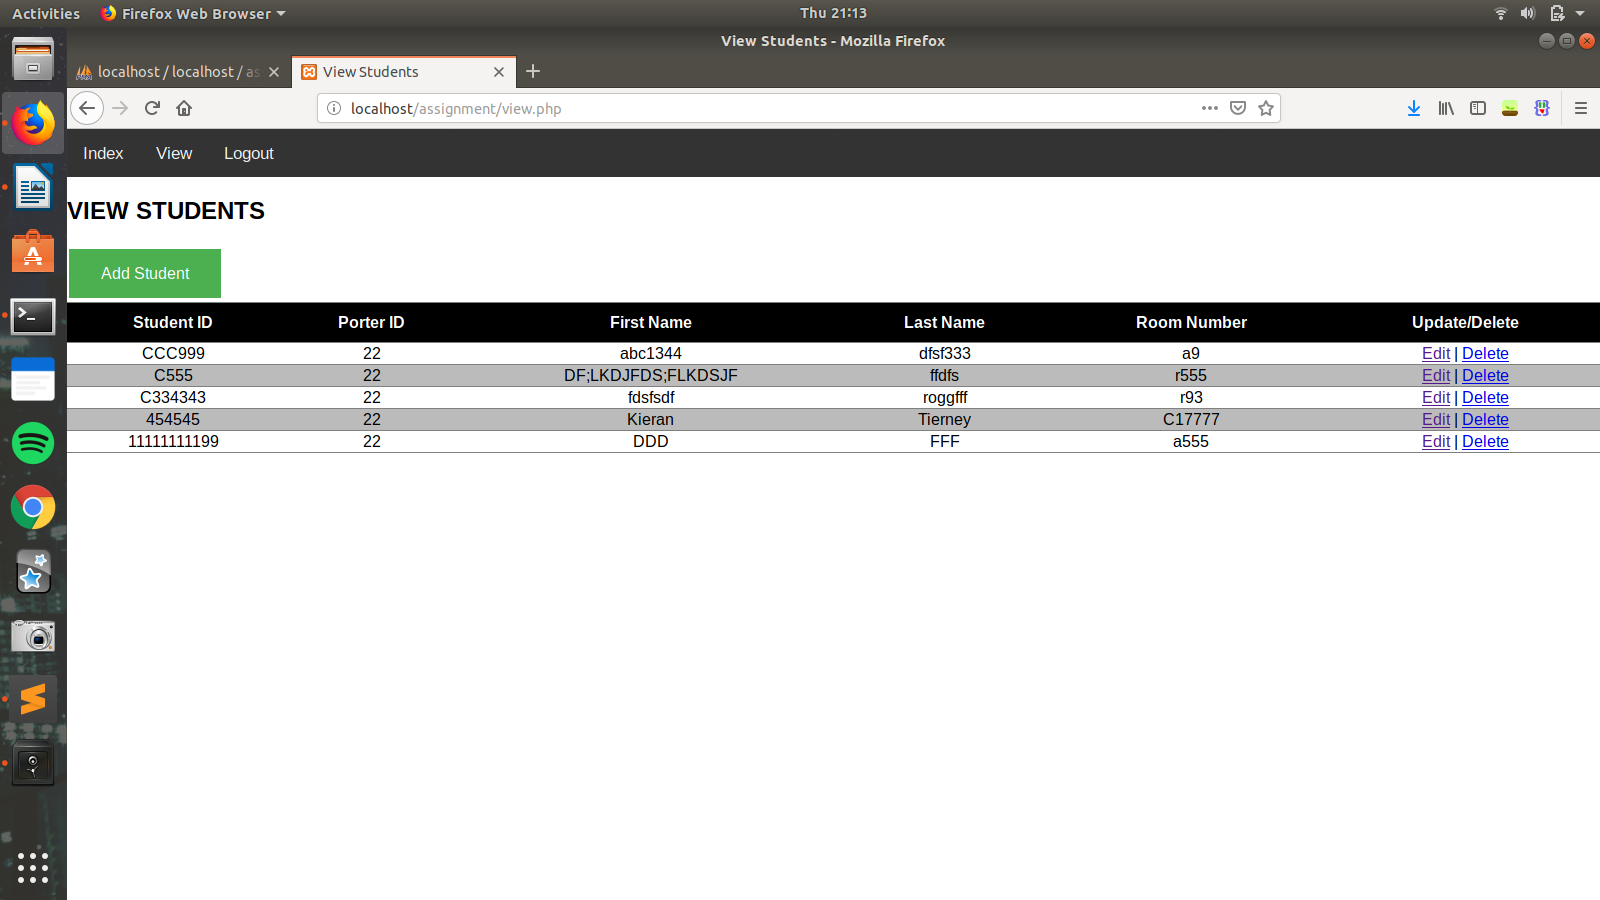 Activities Firefox Web Browser Thu 21:13
View Students - Mozilla Firefox
localhost / localhost / as View Students
localhost/assignment/view.php
Index View Logout
VIEW STUDENTS
Add Student
Student ID Porter ID First Name Last Name Room Number Update/Delete
CCC999 22 abc1344 dfsf333 a9 Edit | Delete
C555 22 DF;LKDJFDS;FLKDSJF ffdfs r555 Edit | Delete
C334343 22 fdsfsdf roggfff r93 Edit | Delete
454545 22 Kieran Tierney C17777 Edit | Delete
11111111199 22 DDD FFF a555 Edit | Delete